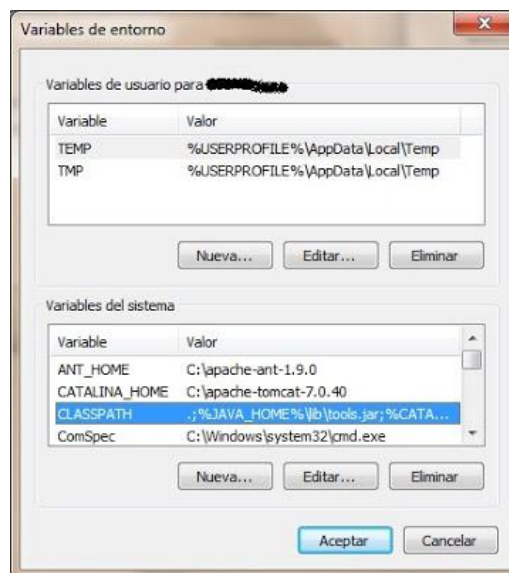 Variables de entorno
Variables de usuario para
Variable Valor
TEMP %USERPROFILE%\AppData\Local\Temp
TMP %USERPROFILE%\AppData\Local\Temp
Nueva... Editar... Eliminar
Variables del sistema
Variable Valor
ANT_HOME C:\apache-ant-1.9.0
CATALINA_HOME C:\apache-tomcat-7.0.40
CLASSPATH .;%JAVA_HOME%\lib\tools.jar;%CATA...
ComSpec C:\Windows\system32\cmd.exe
Nueva... Editar... Eliminar
Aceptar Cancelar